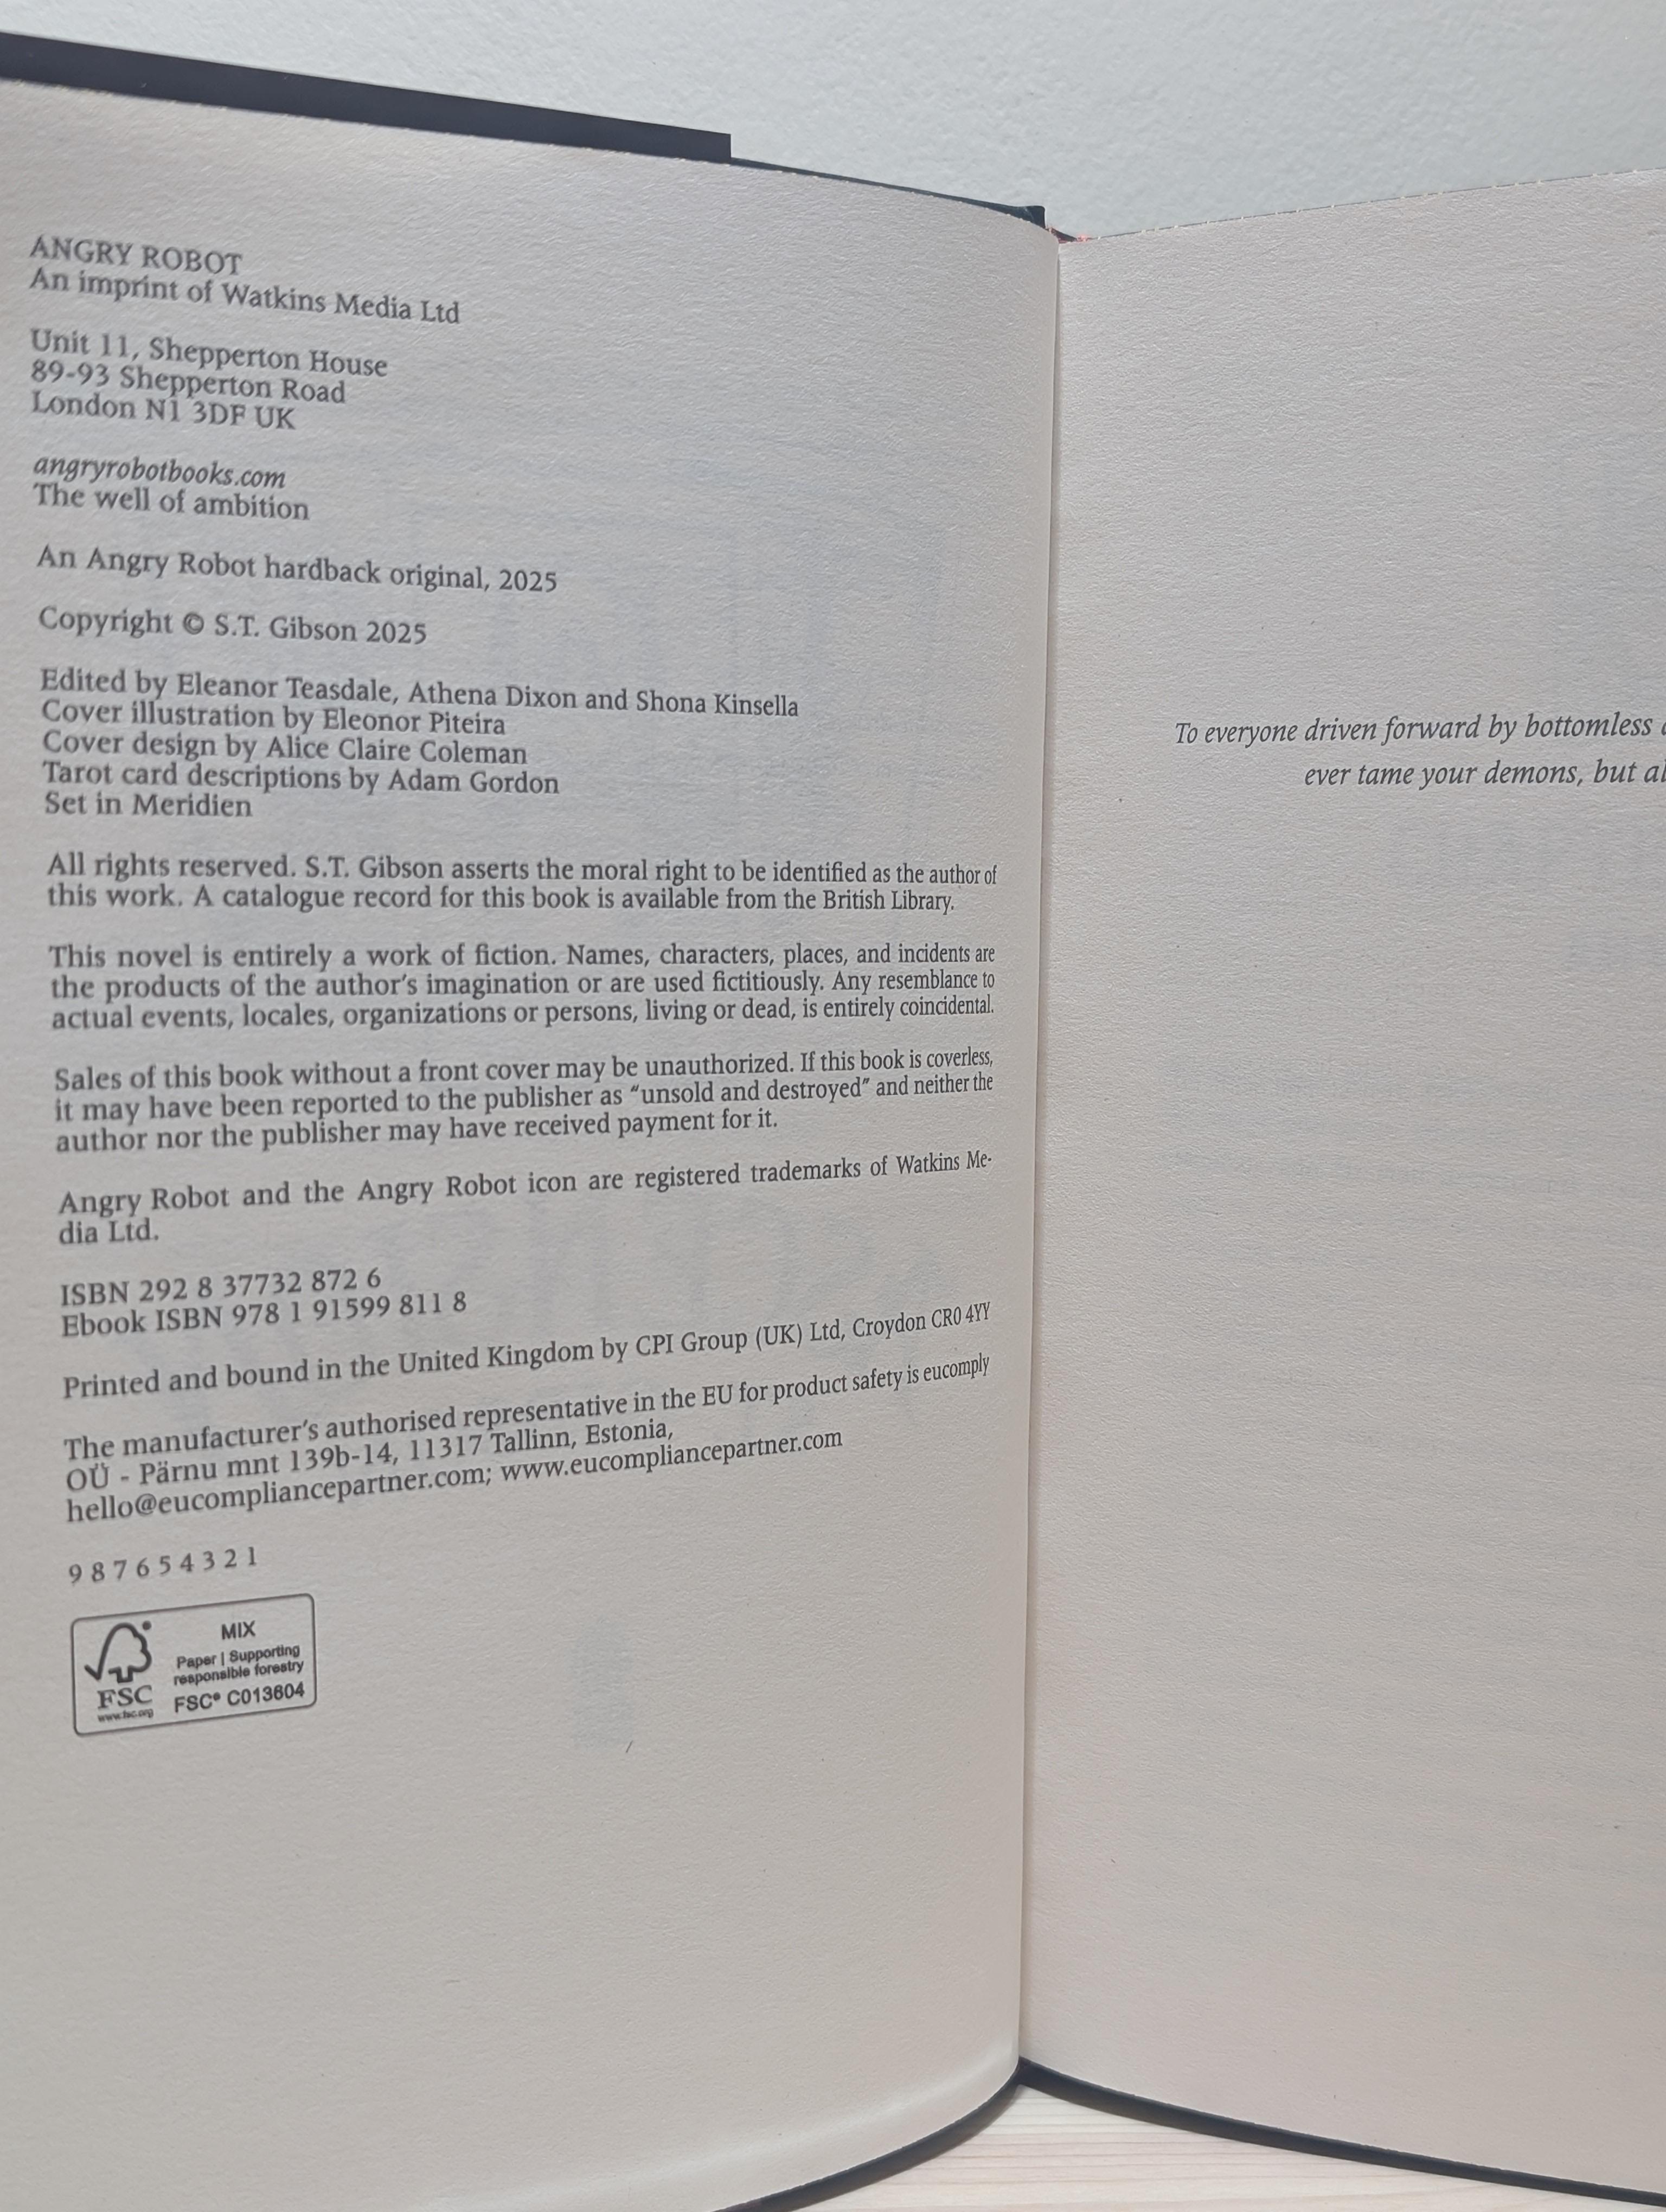 ANGRY ROBOT
An imprint of Watkins Media Ltd
Unit 11, Shepperton House
89-93 Shepperton Road
London N1 3DF UK
angryrobotbooks.com
The well of ambition
An Angry Robot hardback original, 2025
Copyright © S.T. Gibson 2025
Edited by Eleanor Teasdale, Athena Dixon and Shona Kinsella
Cover illustration by Eleonor Piteira
Cover design by Alice Claire Coleman
Tarot card descriptions by Adam Gordon
Set in Meridien
All rights reserved. S.T. Gibson asserts the moral right to be identified as the author of
this work. A catalogue record for this book is available from the British Library.
This novel is entirely a work of fiction. Names, characters, places, and incidents are
the products of the author's imagination or are used fictitiously. Any resemblance to
actual events, locales, organizations or persons, living or dead, is entirely coincidental.
Sales of this book without a front cover may be unauthorized. If this book is coverless,
it may have been reported to the publisher as “unsold and destroyed” and neither the
author nor the publisher may have received payment for it.
Angry Robot and the Angry Robot icon are registered trademarks of Watkins Me-
dia Ltd.
ISBN 292 8 37732 872 6
Ebook ISBN 978 1 91599 811 8
Printed and bound in the United Kingdom by CPI Group (UK) Ltd, Croydon CR0 4YY
The manufacturer's authorised representative in the EU for product safety is eucomply
OÜ - Pärnu mnt 139b-14, 11317 Tallinn, Estonia,
hello@eucompliancepartner.com; www.eucompliancepartner.com
9 8 7 6 5 4 3 2 1
MIX
Paper | Supporting
responsible forestry
FSC® C013604
FSC
www.fsc.org
To everyone driven forward by bottomless
ever tame your demons, but